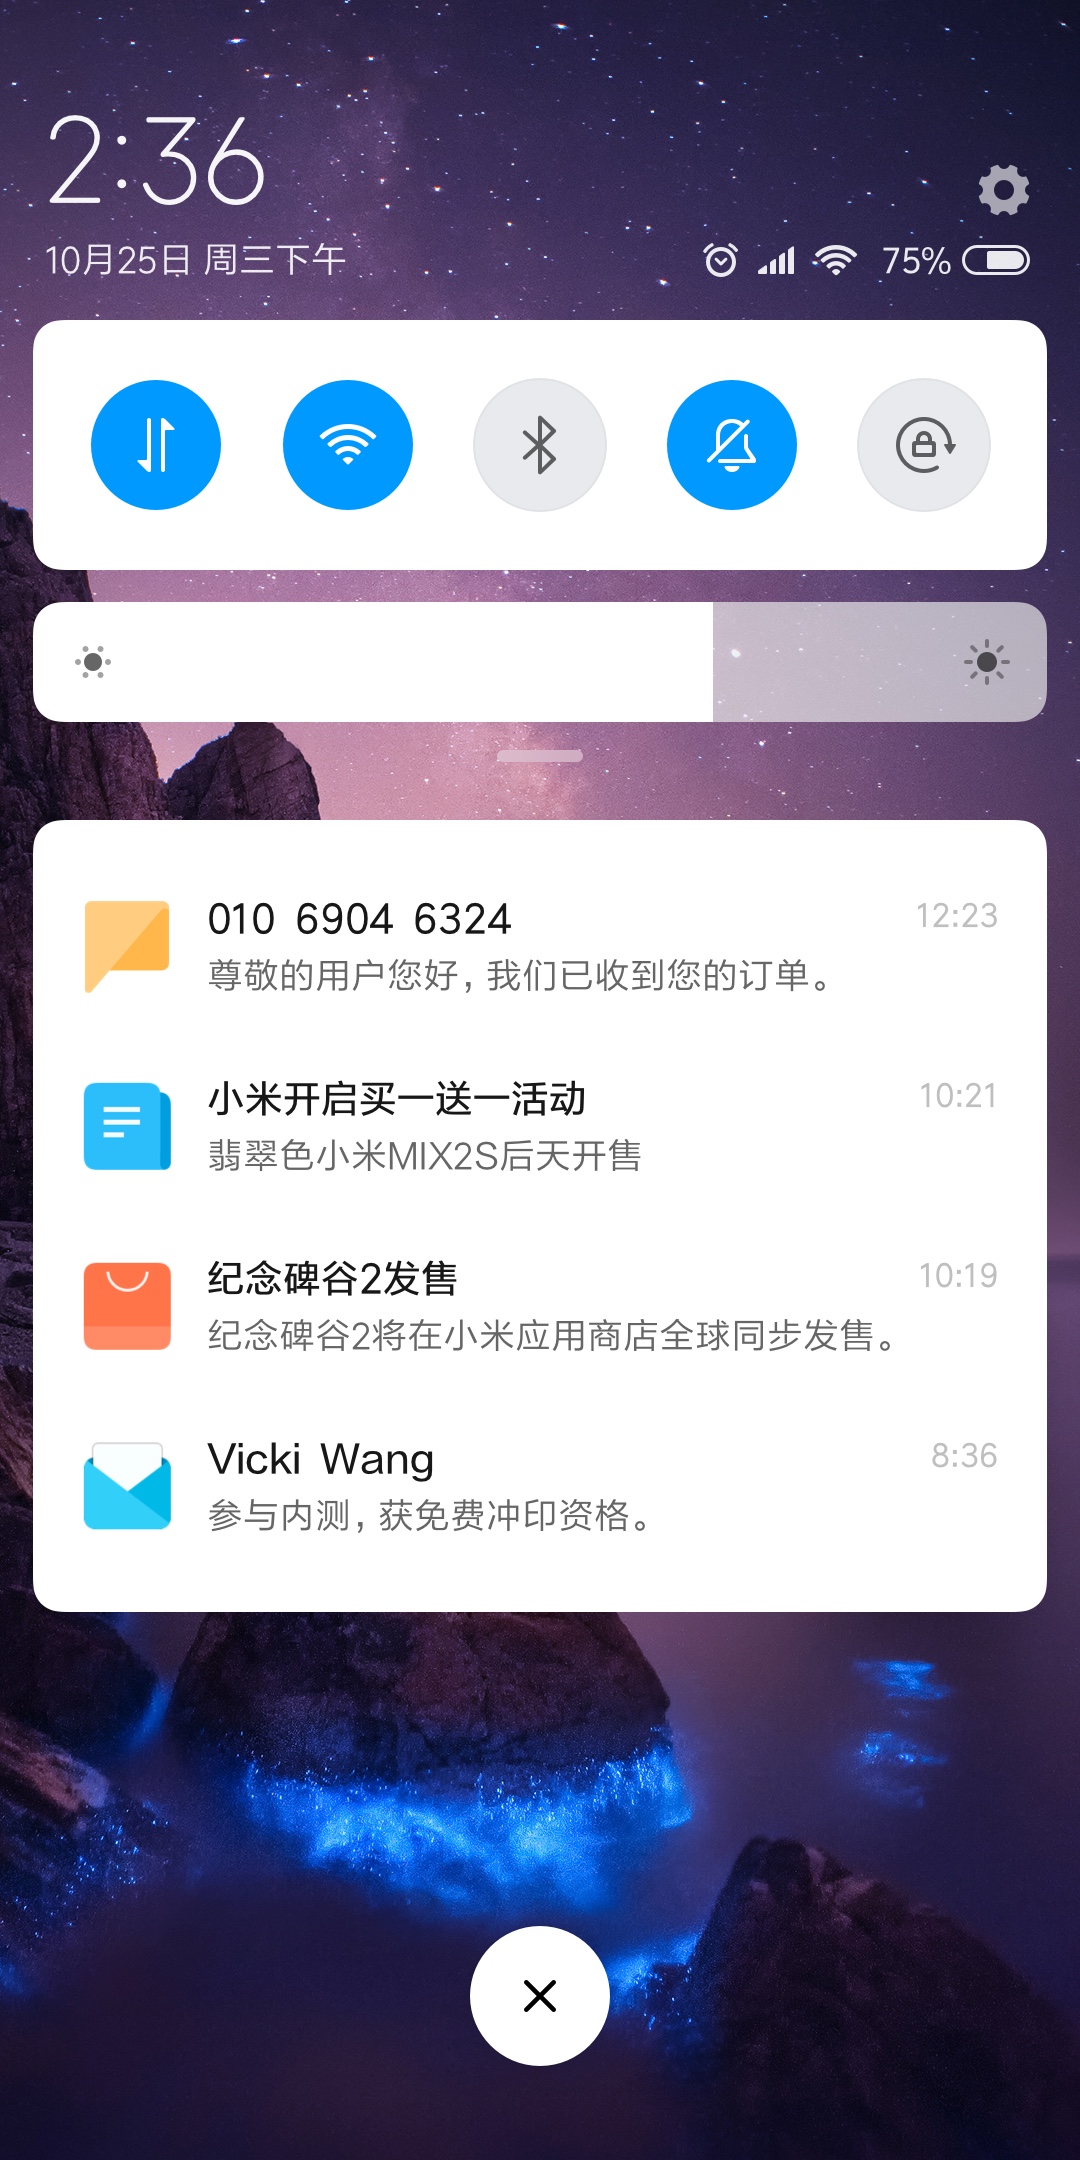 2:36
10月25日 周三下午
75%
010 6904 6324
12:23
尊敬的用户您好，我们已收到您的订单。
小米开启买一送一活动
10:21
翡翠色小米MIX2S后天开售
纪念碑谷2发售
10:19
纪念碑谷2将在小米应用商店全球同步发售。
Vicki Wang
8:36
参与内测，获免费冲印资格。